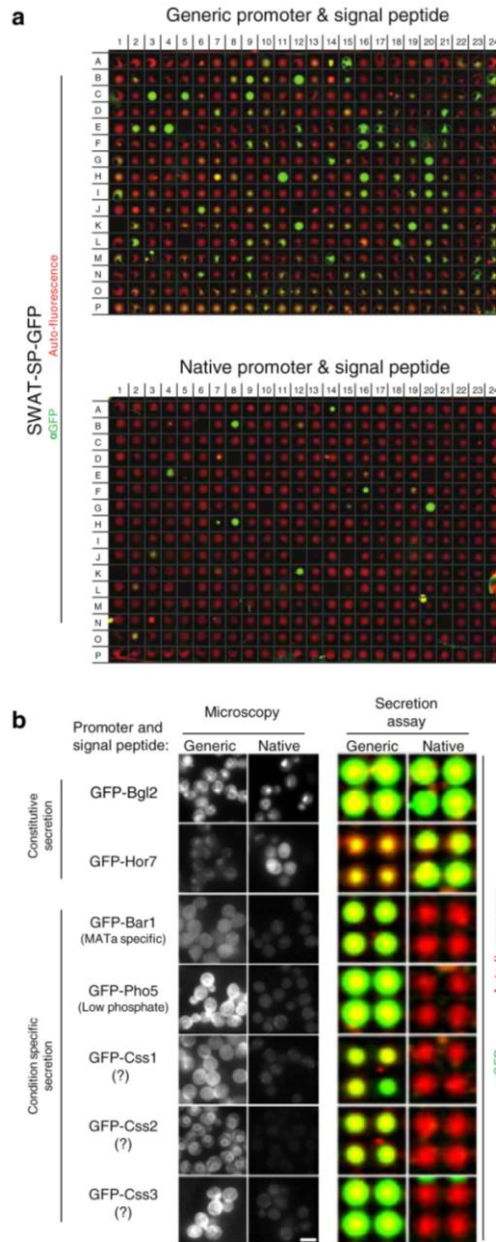 a
Generic promoter & signal peptide
1 2 3 4 5 6 7 8 9 10 11 12 13 14 15 16 17 18 19 20 21 22 23 24
A
B
C
D
E
F
G
H
I
J
K
L
M
N
O
P
SWAT-SP-GFP
αGFP Auto-fluorescence
Native promoter & signal peptide
1 2 3 4 5 6 7 8 9 10 11 12 13 14 15 16 17 18 19 20 21 22 23 24
A
B
C
D
E
F
G
H
I
J
K
L
M
N
O
P
b
Promoter and signal peptide:
Microscopy
Generic Native
Secretion assay
Generic Native
Constitutive secretion
GFP-Bgl2
GFP-Hor7
Condition specific secretion
GFP-Bar1
(MATa specific)
GFP-Pho5
(Low phosphate)
GFP-Css1
(?)
GFP-Css2
(?)
GFP-Css3
(?)